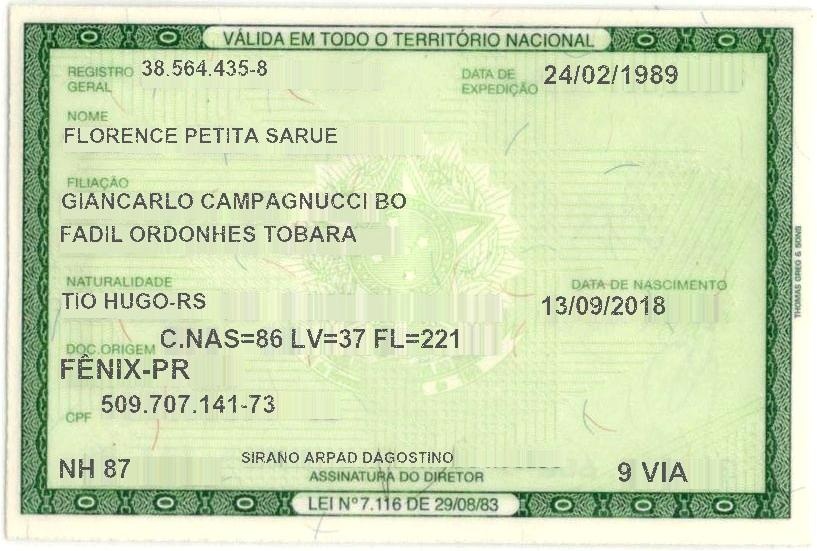 VÁLIDA EM TODO O TERRITÓRIO NACIONAL
REGISTRO GERAL 38.564.435-8 DATA DE EXPEDIÇÃO 24/02/1989
NOME
FLORENCE PETITA SARUE
FILIAÇÃO
GIANCARLO CAMPAGNUCCI BO
FADIL ORDONHES TOBARA
NATURALIDADE DATA DE NASCIMENTO
TIO HUGO-RS 13/09/2018
DOC.ORIGEM C.NAS=86 LV=37 FL=221
FÊNIX-PR
CPF 509.707.141-73
NH 87 SIRANO ARPAD DAGOSTINO 9 VIA
ASSINATURA DO DIRETOR
LEI Nº 7.116 DE 29/08/83
THOMAS GREG & SONS